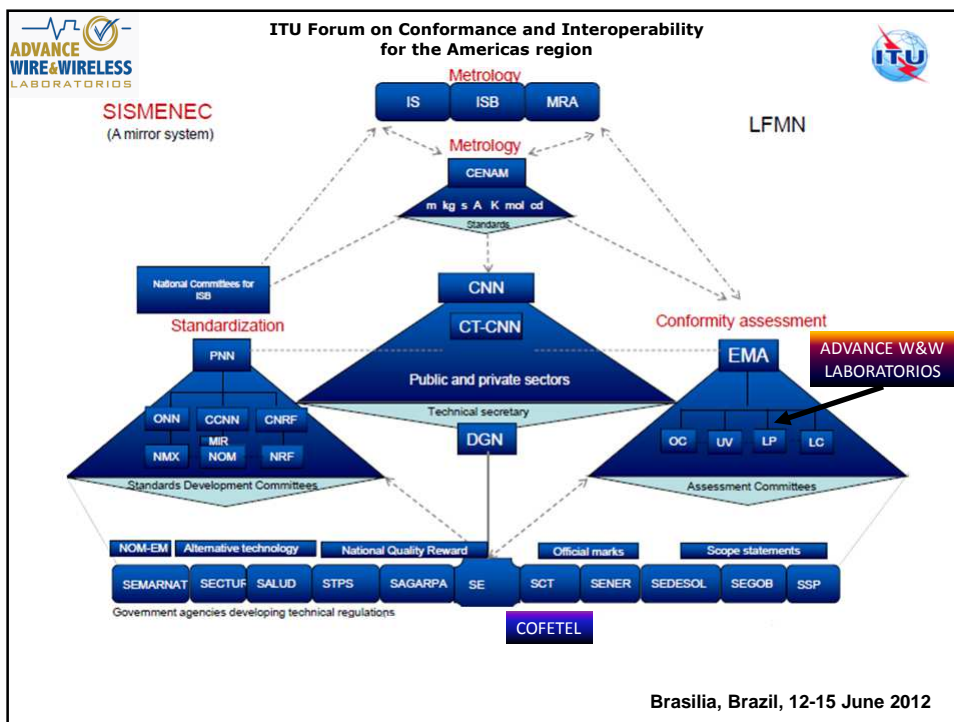 ADVANCE
WIRE&WIRELESS
LABORATORIOS
ITU Forum on Conformance and Interoperability
for the Americas region
ITU
Metrology
IS ISB MRA
SISMENEC
(A mirror system)
LFMN
Metrology
CENAM
m kg s A K mol cd
Standards
National Committees for
ISB
CNN
CT-CNN
Public and private sectors
Technical secretary
DGN
Standardization
PNN
ONN CCNN CNRF
MIR
NMX NOM NRF
Standards Development Committees
Conformity assessment
EMA
ADVANCE W&W
LABORATORIOS
OC UV LP LC
Assessment Committees
NOM-EM Alternative technology National Quality Reward Official marks Scope statements
SEMARNAT SECTUR SALUD STPS SAGARPA SE SCT SENER SEDESOL SEGOB SSP
Government agencies developing technical regulations
COFETEL
Brasilia, Brazil, 12-15 June 2012